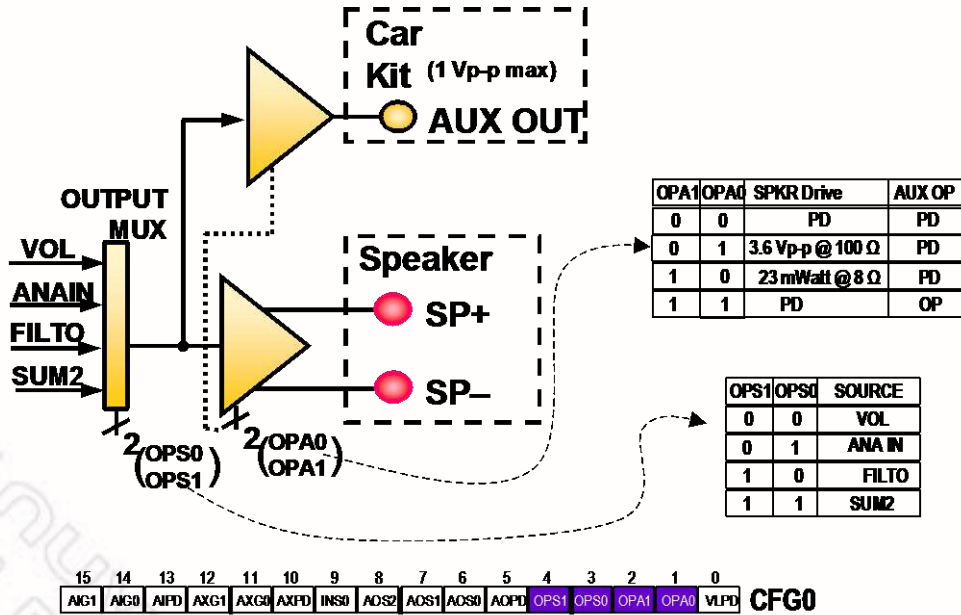 Car
Kit (1 Vp-p max)
AUX OUT
OUTPUT
MUX
VOL
ANAIN
FILTO
SUM2
Speaker
SP+
SP–
2 (OPS0
OPS1)
2 (OPA0
OPA1)
OPA1 OPA0 SPKR Drive AUX OP
0 0 PD PD
0 1 3.6 Vp-p @ 100 Ω PD
1 0 23 mWatt @ 8 Ω PD
1 1 PD OP
OPS1 OPS0 SOURCE
0 0 VOL
0 1 ANA IN
1 0 FILTO
1 1 SUM2
15 14 13 12 11 10 9 8 7 6 5 4 3 2 1 0
AIG1 AIG0 AIPD AXG1 AXG0 AXPD INS0 AOS2 AOS1 AOS0 AOPD OPS1 OPS0 OPA1 OPA0 VLPD CFG0